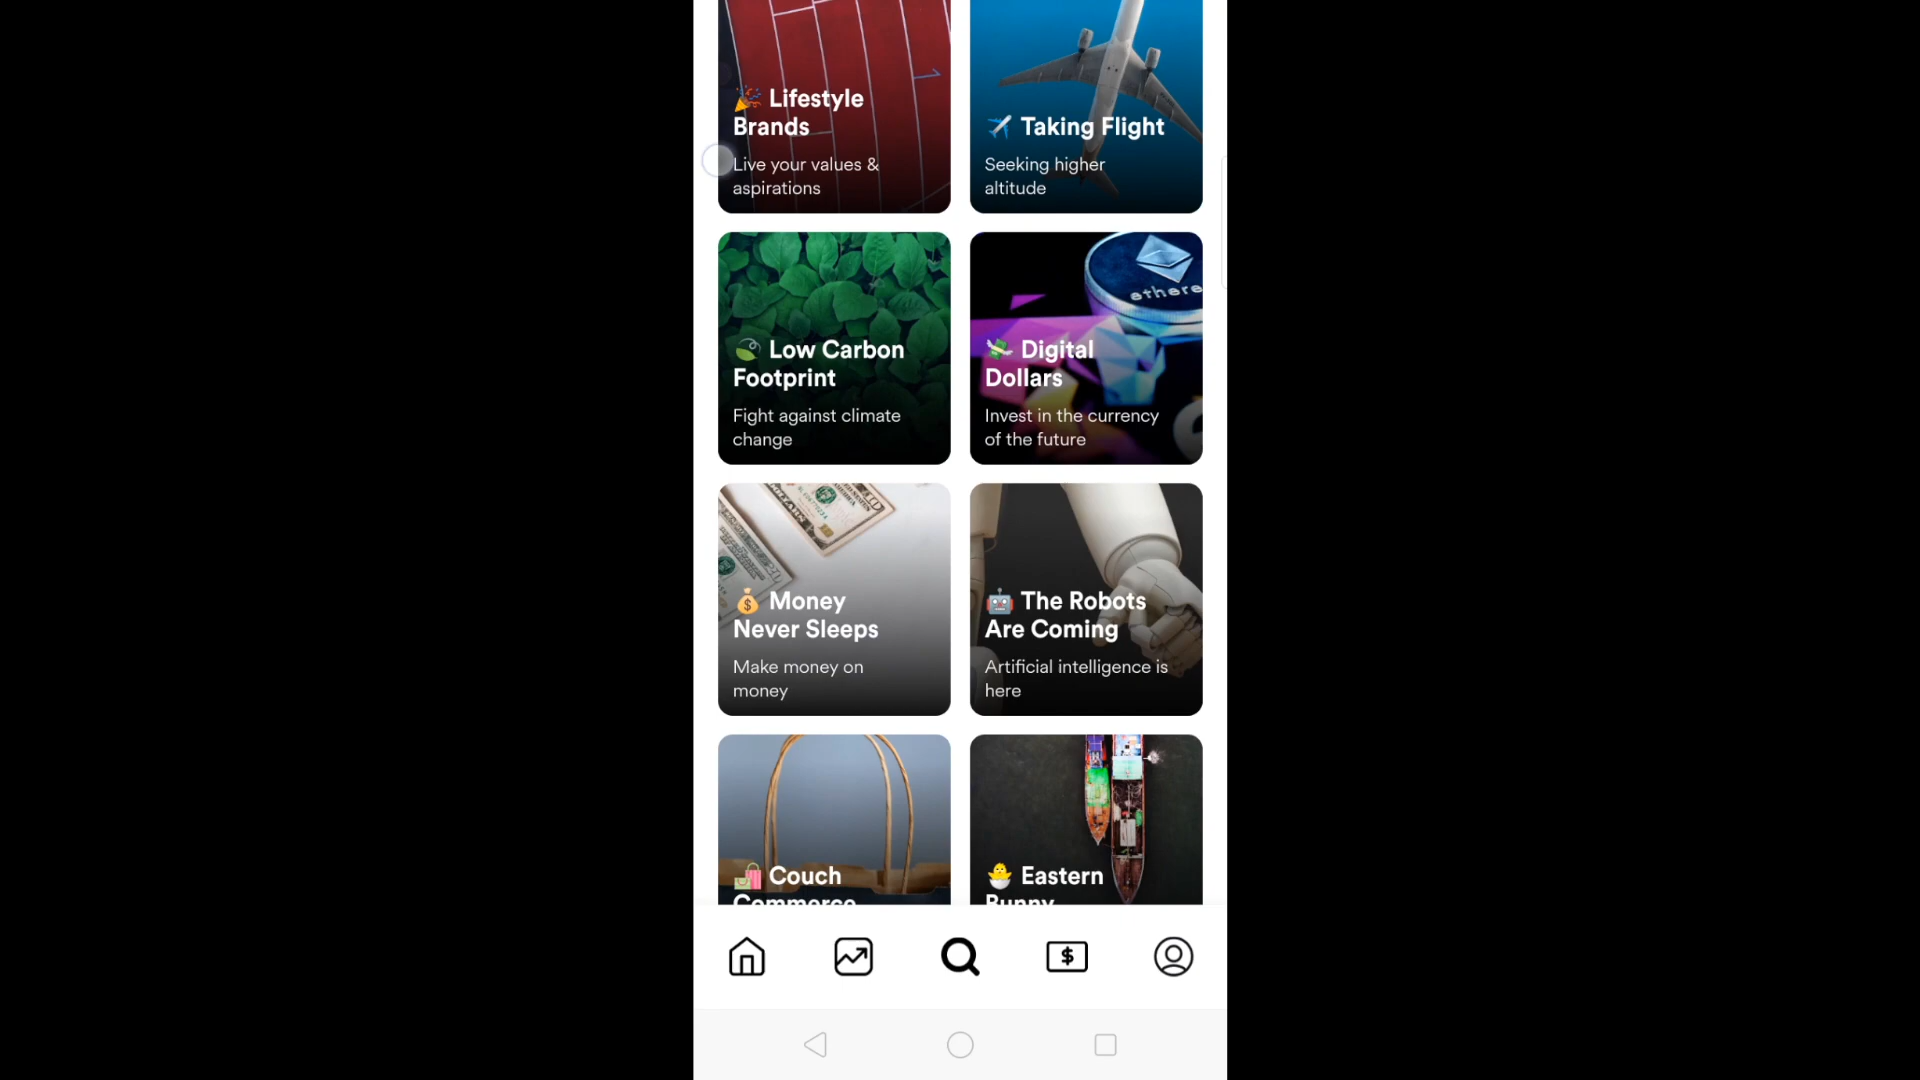 Lifestyle
Brands
Live your values &
aspirations
Taking Flight
Seeking higher
altitude
Low Carbon
Footprint
Fight against climate
change
ethere
Digital
Dollars
Invest in the currency
of the future
Money
Never Sleeps
Make money on
money
The Robots
Are Coming
Artificial intelligence is
here
Couch
Commerce
Eastern
Bunny